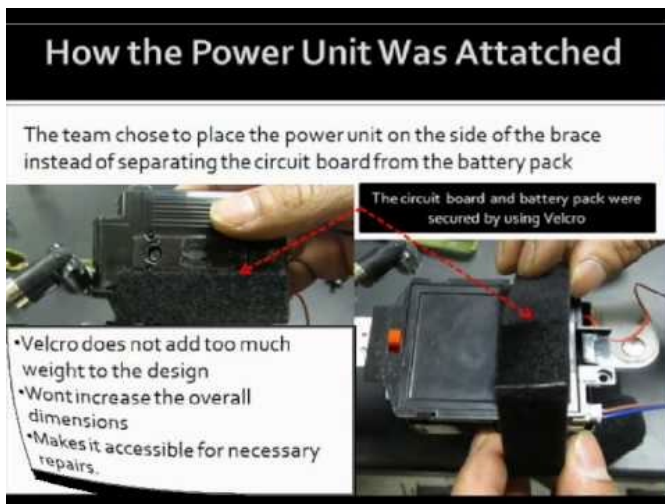 How the Power Unit Was Attatched
The team chose to place the power unit on the side of the brace
instead of separating the circuit board from the battery pack
The circuit board and battery pack were
secured by using Velcro
•Velcro does not add too much
weight to the design
•Wont increase the overall
dimensions
•Makes it accessible for necessary
repairs.